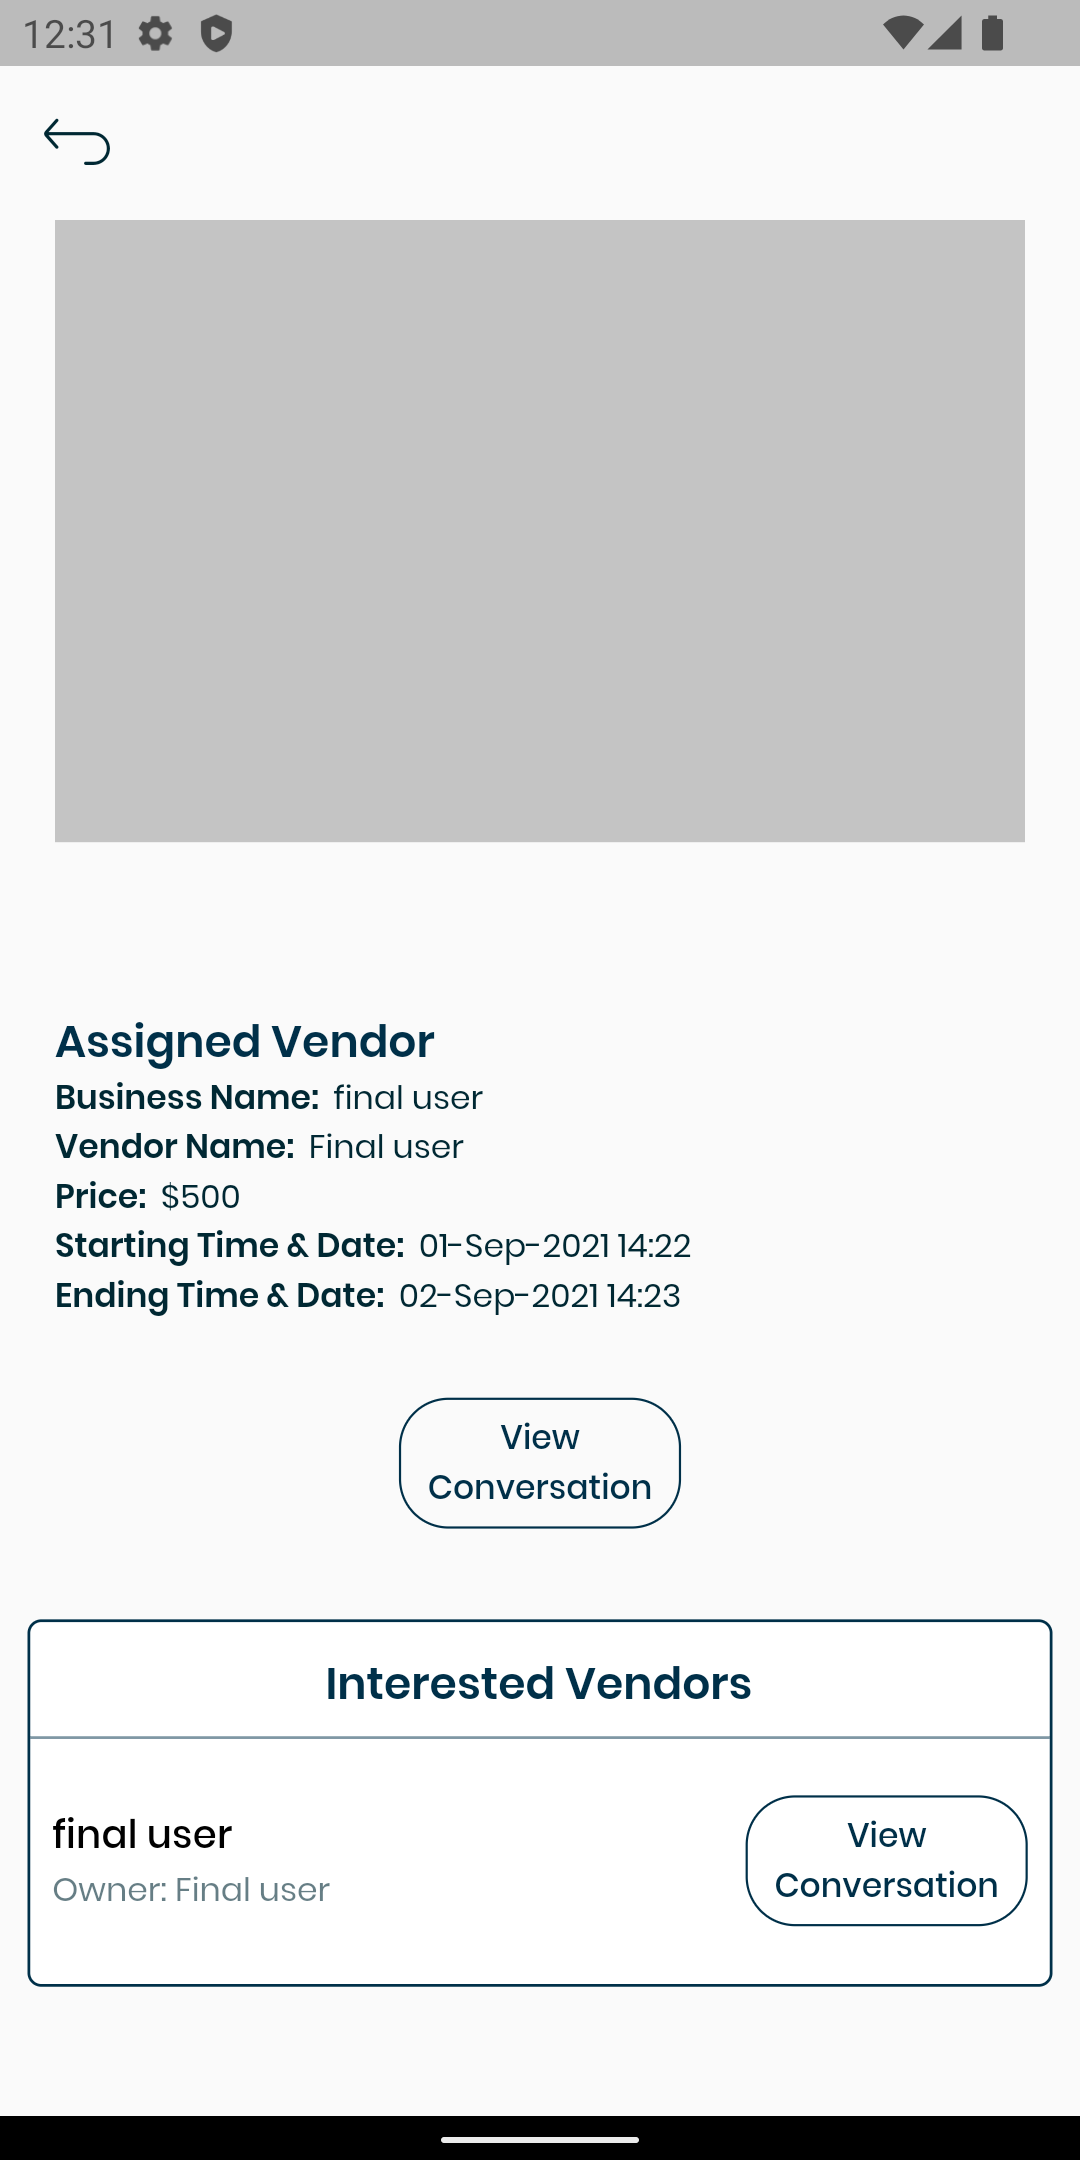 12:31
Assigned Vendor
Business Name: final user
Vendor Name: Final user
Price: $500
Starting Time & Date: 01-Sep-2021 14:22
Ending Time & Date: 02-Sep-2021 14:23
View
Conversation
Interested Vendors
final user
Owner: Final user
View
Conversation